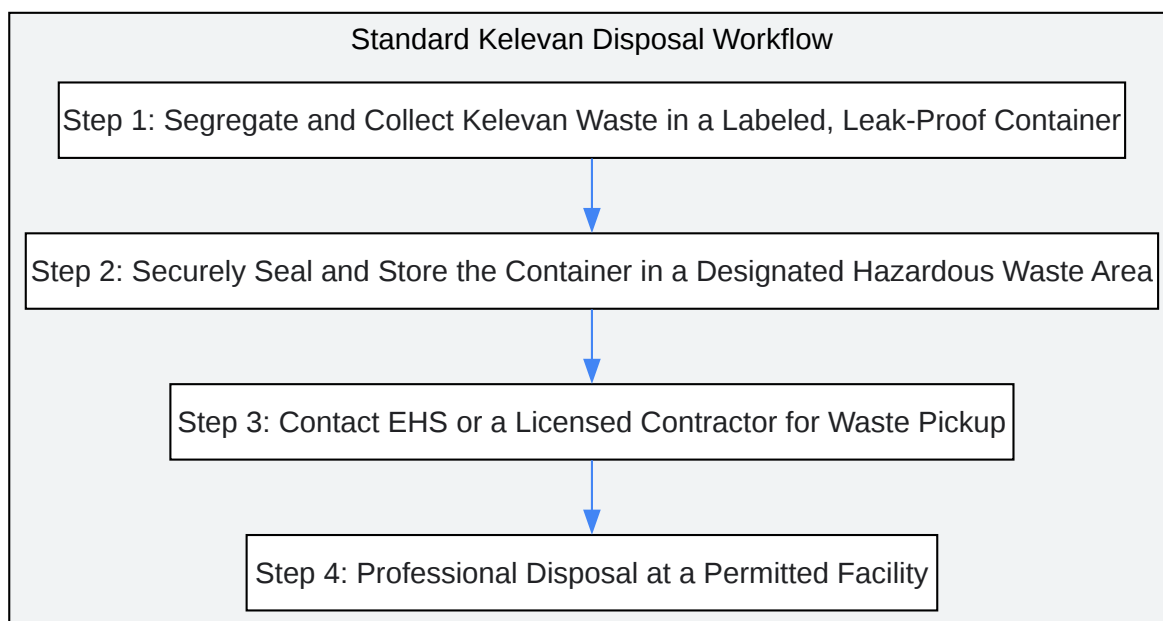 Standard Kelevan Disposal Workflow
Step 1: Segregate and Collect Kelevan Waste in a Labeled, Leak-Proof Container
Step 2: Securely Seal and Store the Container in a Designated Hazardous Waste Area
Step 3: Contact EHS or a Licensed Contractor for Waste Pickup
Step 4: Professional Disposal at a Permitted Facility